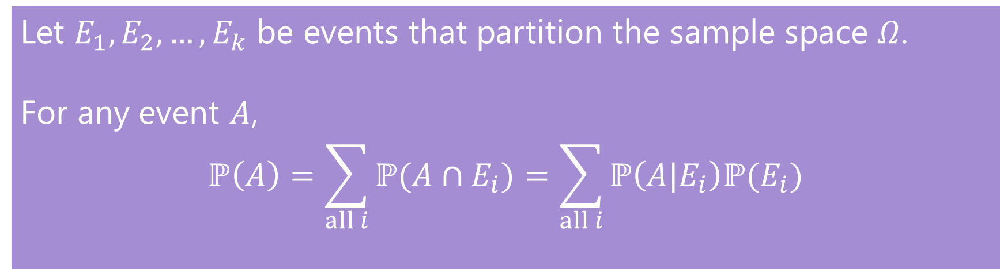 Let E₁, E₂, ..., Eₖ be events that partition the sample space Ω.
For any event A,
ℙ(A) = ∑ ℙ(A ∩ Eᵢ) = ∑ ℙ(A|Eᵢ)ℙ(Eᵢ)
all i all i